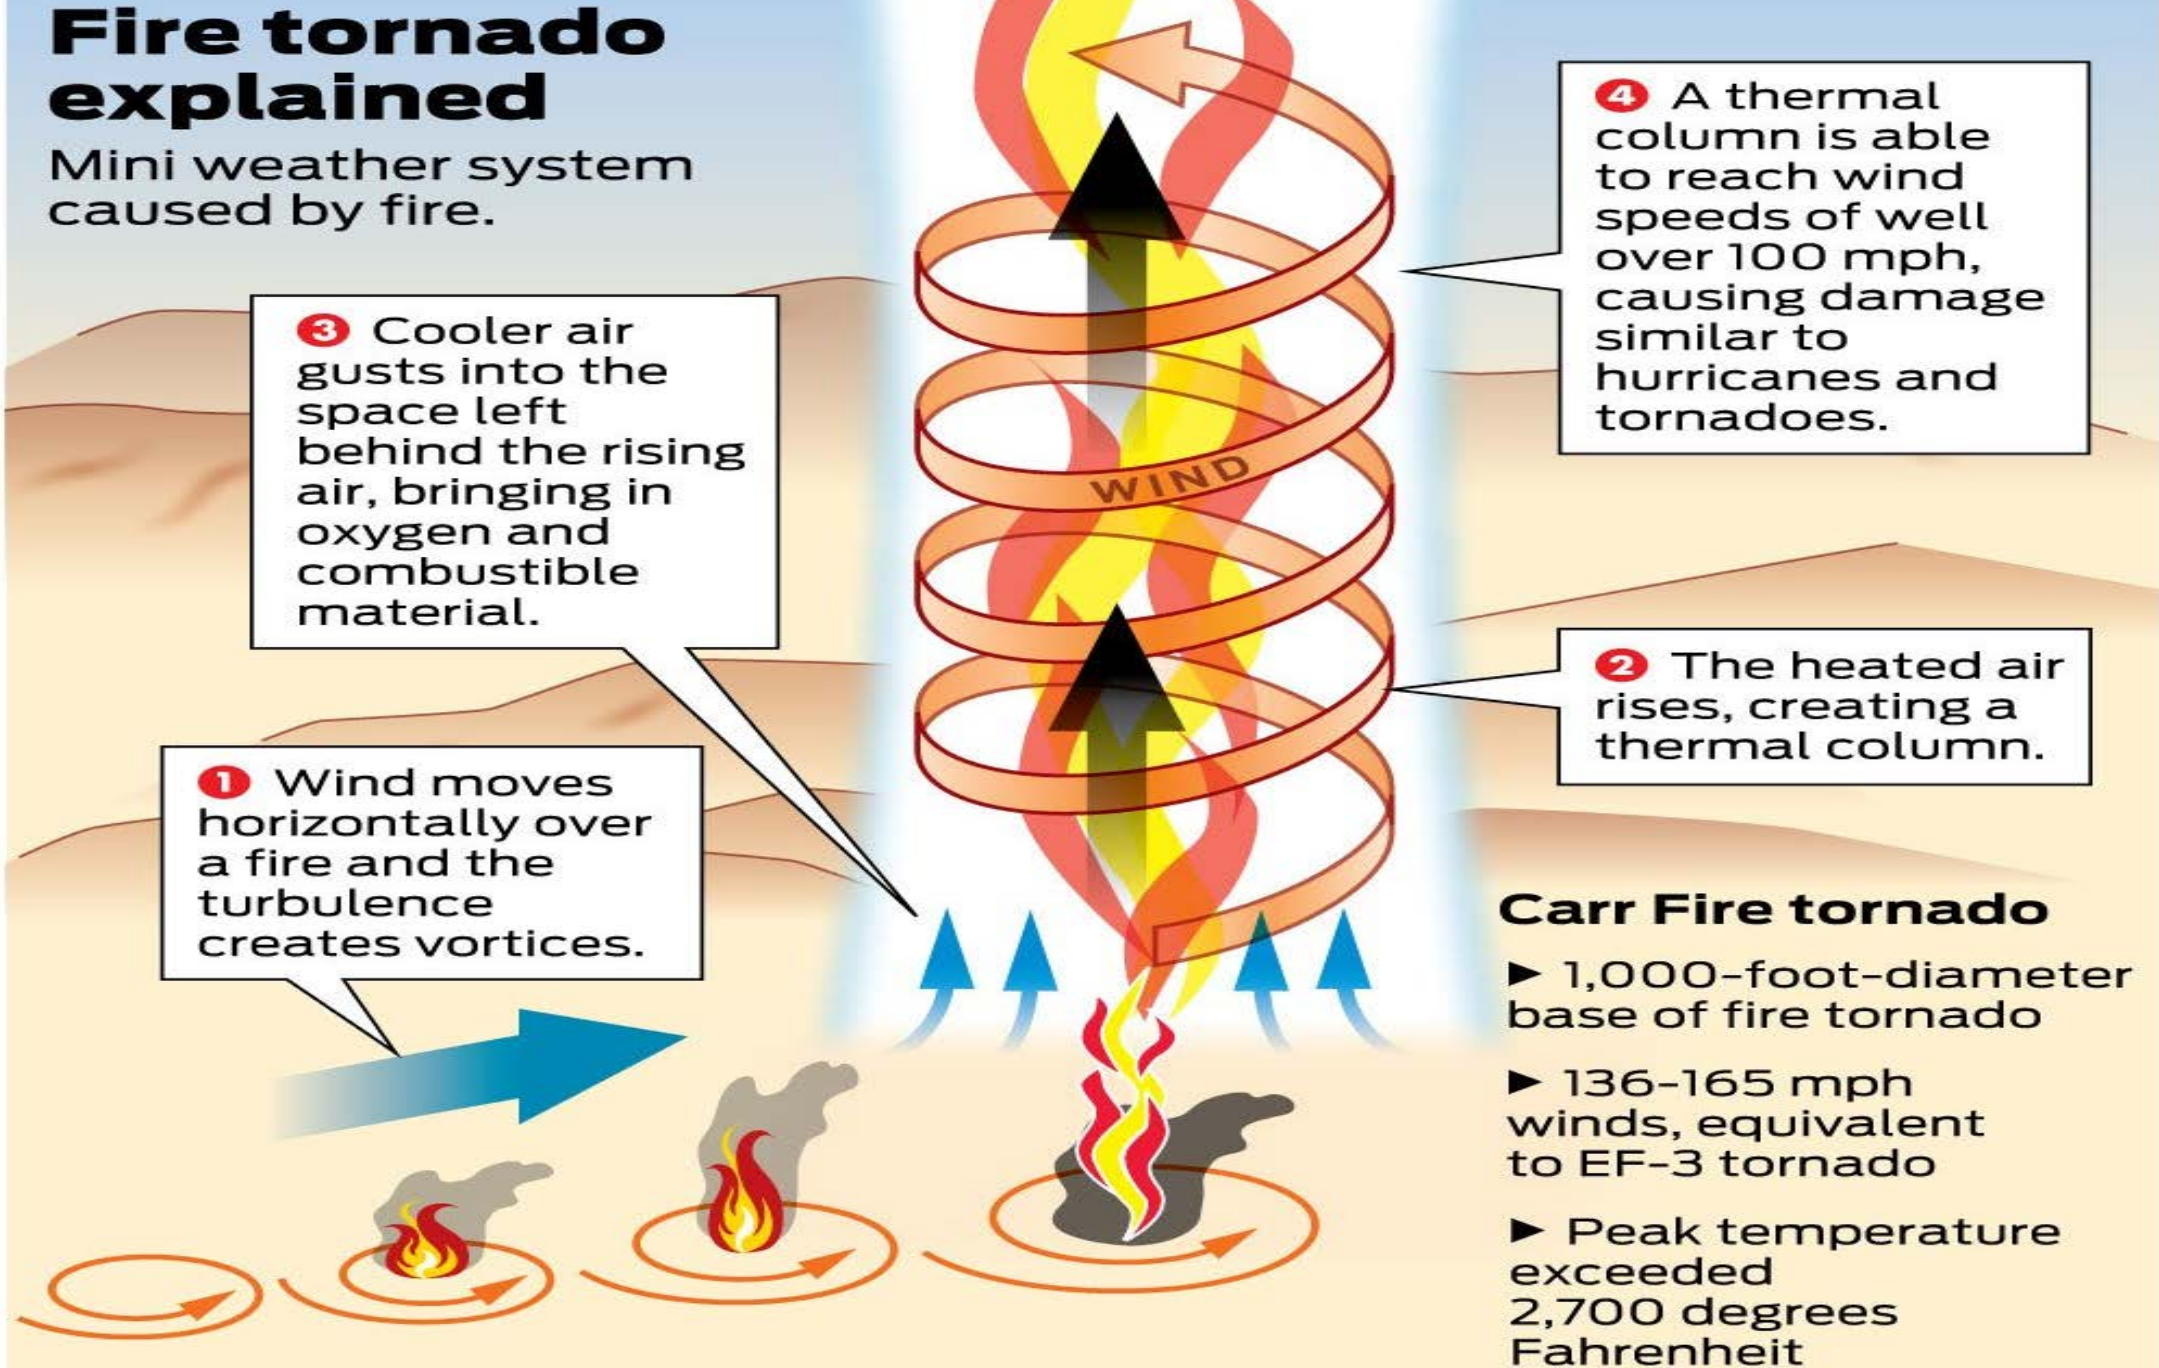 Fire tornado
explained
Mini weather system
caused by fire.
1 Wind moves
horizontally over
a fire and the
turbulence
creates vortices.
2 The heated air
rises, creating a
thermal column.
3 Cooler air
gusts into the
space left
behind the rising
air, bringing in
oxygen and
combustible
material.
4 A thermal
column is able
to reach wind
speeds of well
over 100 mph,
causing damage
similar to
hurricanes and
tornadoes.
WIND
Carr Fire tornado
► 1,000-foot-diameter
base of fire tornado
► 136-165 mph
winds, equivalent
to EF-3 tornado
► Peak temperature
exceeded
2,700 degrees
Fahrenheit